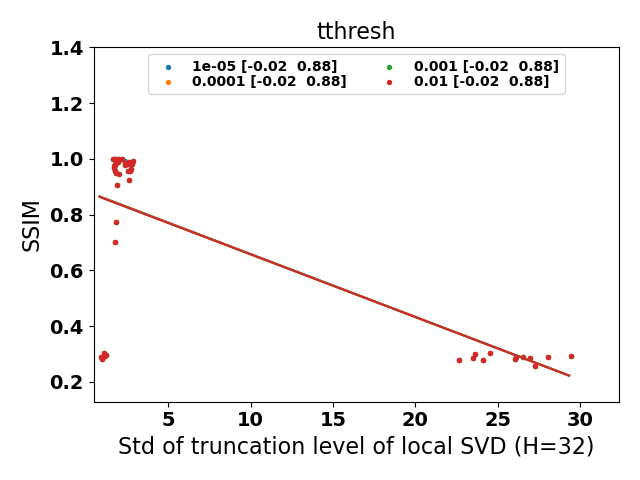 tthresh
1e-05 [-0.02  0.88]
0.0001 [-0.02  0.88]
0.001 [-0.02  0.88]
0.01 [-0.02  0.88]
1.4
1.2
1.0
0.8
0.6
0.4
0.2
SSIM
5
10
15
20
25
30
Std of truncation level of local SVD (H=32)